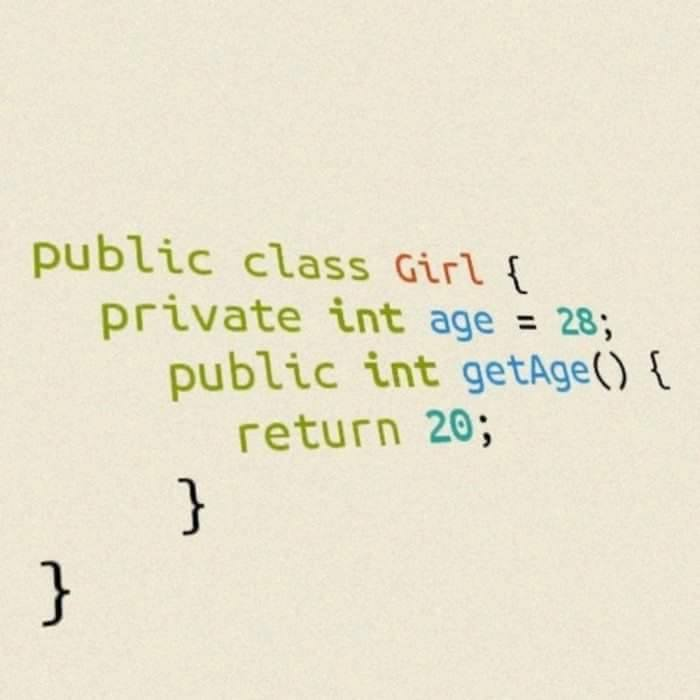 public class Girl {
private int age = 28;
public int getAge() {
return 20;
}
}